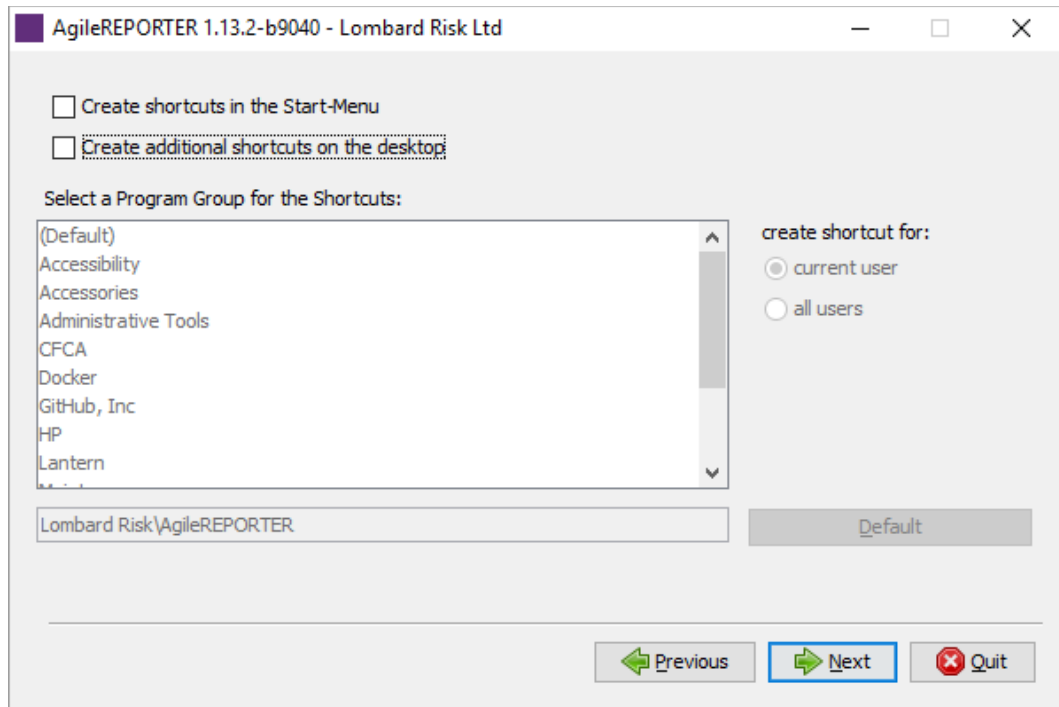 AgileREPORTER 1.13.2-b9040 - Lombard Risk Ltd
Create shortcuts in the Start-Menu
Create additional shortcuts on the desktop
Select a Program Group for the Shortcuts:
(Default)
Accessibility
Accessories
Administrative Tools
CFCA
Docker
GitHub, Inc
HP
Lantern
create shortcut for:
current user
all users
Lombard Risk\AgileREPORTER
Default
Previous
Next
Quit